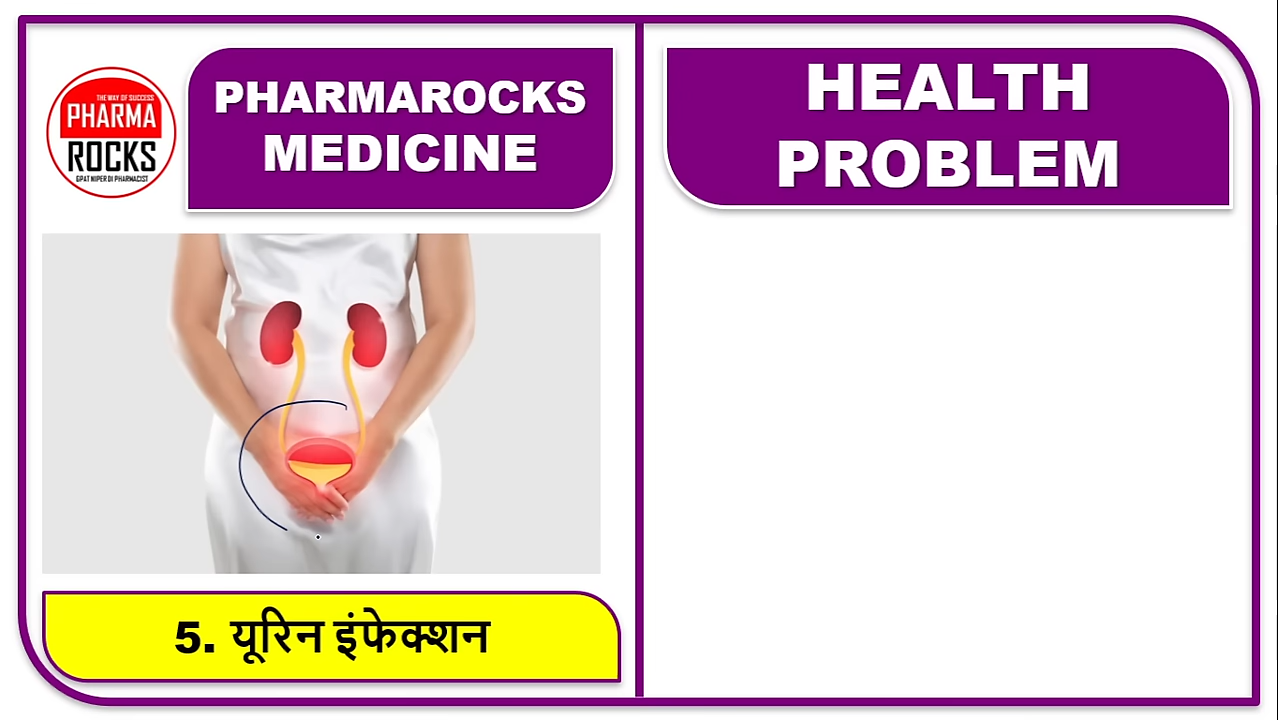 THE WAY OF SUCCESS
PHARMA
ROCKS
GPAT NIPER DI PHARMACIST
PHARMAROCKS
MEDICINE
HEALTH
PROBLEM
5. यूरिन इंफेक्शन